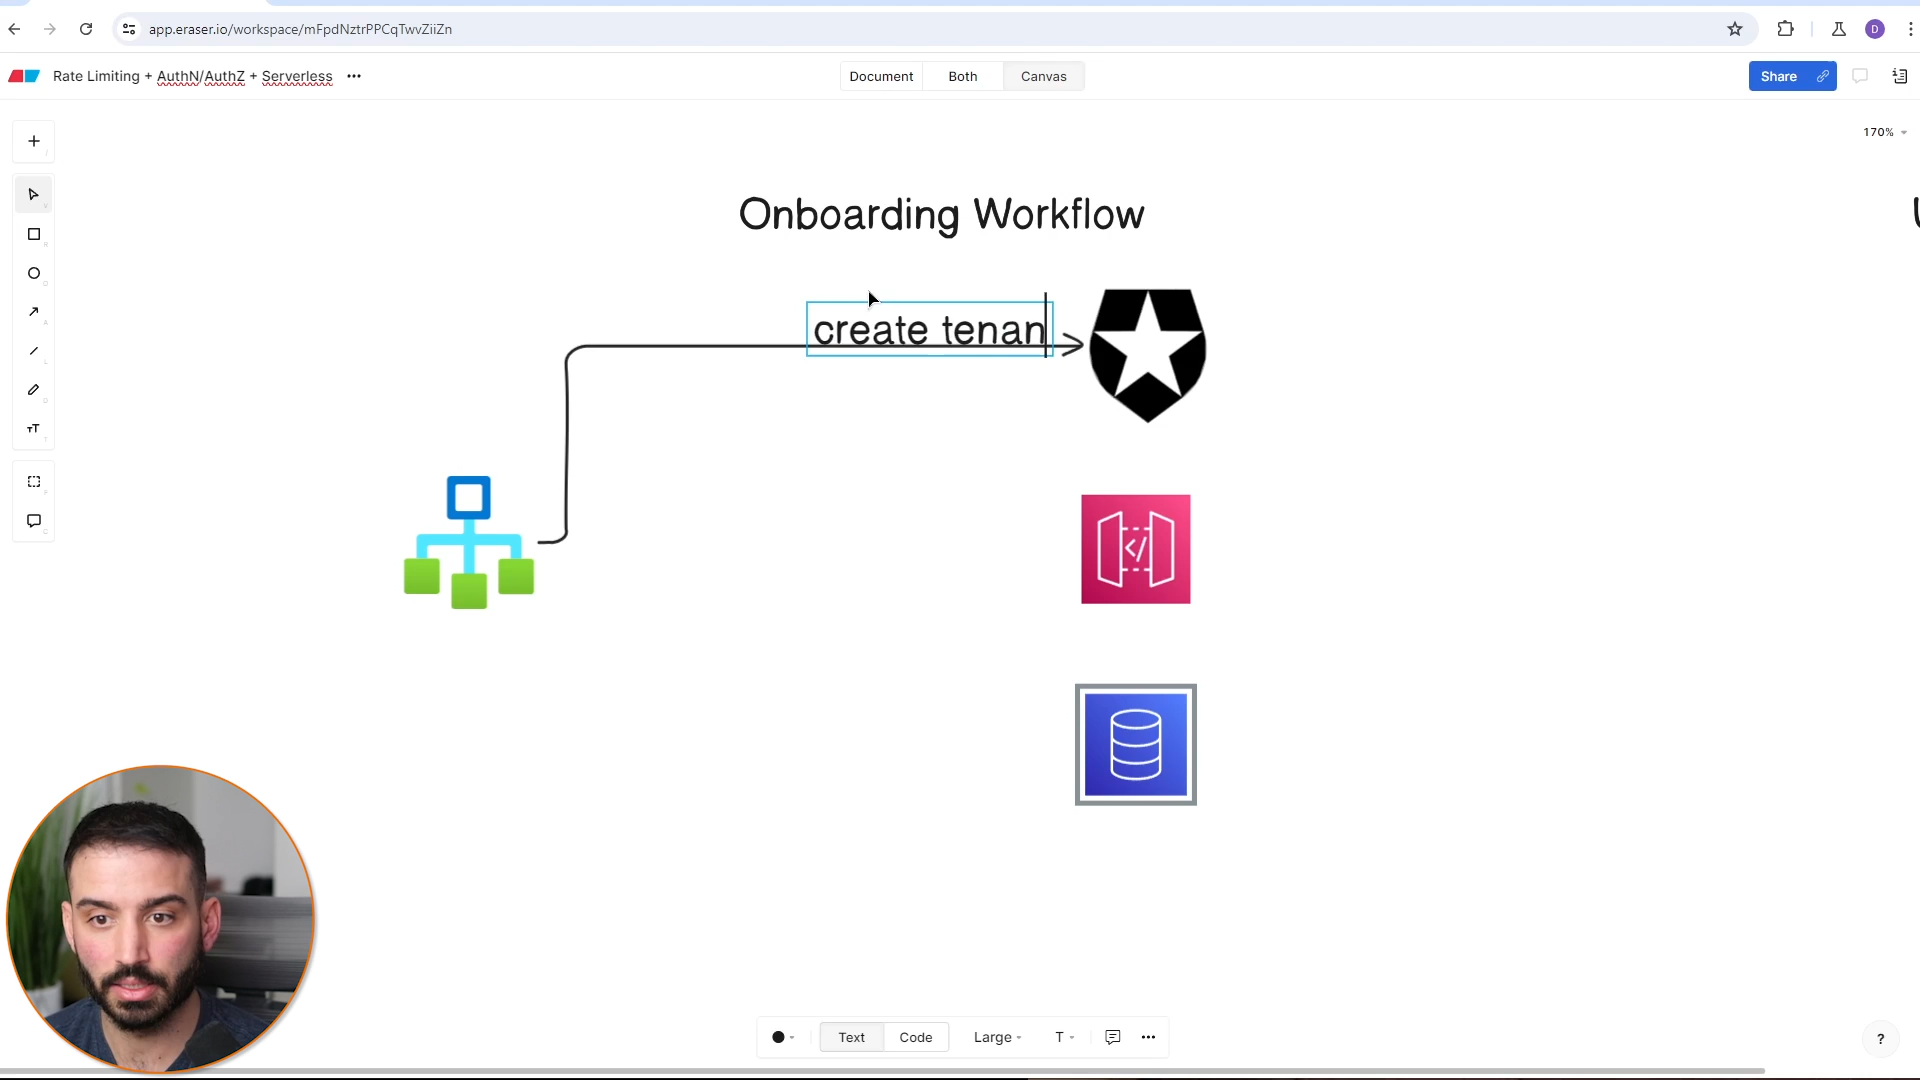 app.eraser.io/workspace/mFpdNztrPPCqTwvZiiZn
D
Rate Limiting + AuthN/AuthZ + Serverless
Document
Both
Canvas
Share
170%
Onboarding Workflow
create tenan
</>
Text
Code
Large
T
?